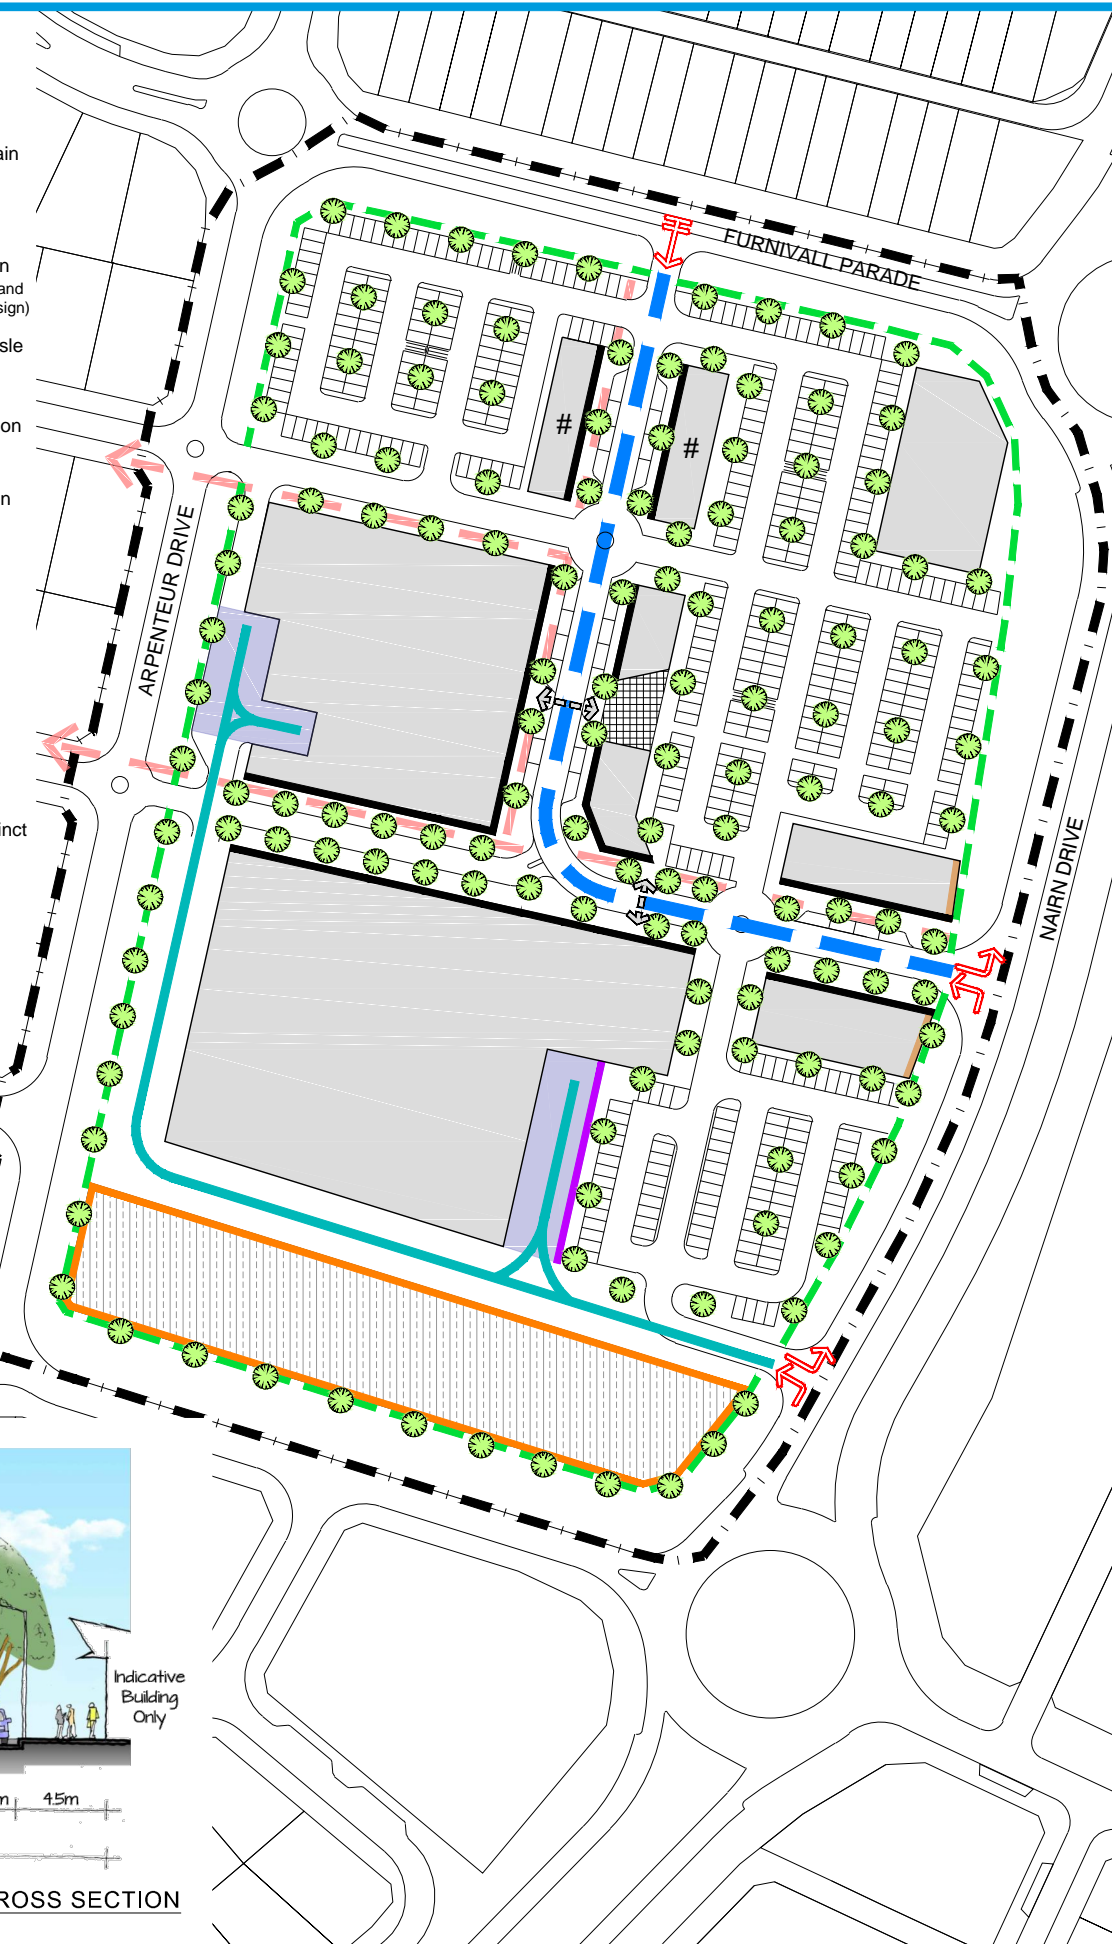 ain
n
and
sign)
sle
on
n
inct
FURNIVALL PARADE
#
#
ARPENTEUR DRIVE
NAIRN DRIVE
Indicative
Building
Only
m
4.5m
ROSS SECTION